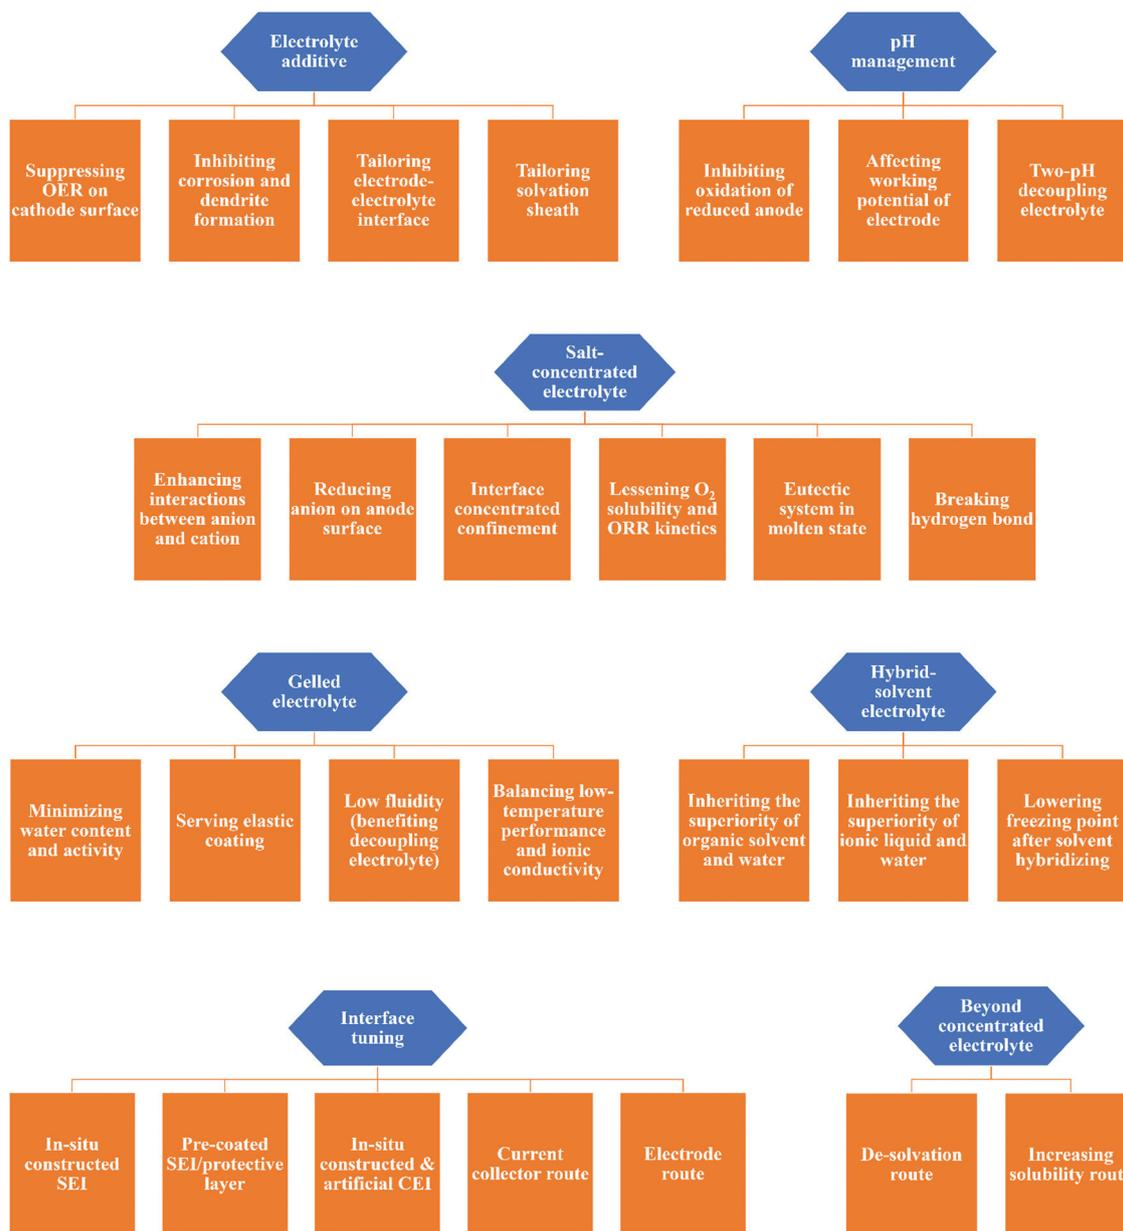 Electrolyte
additive
pH
management
Suppressing
OER on
cathode surface
Inhibiting
corrosion and
dendrite
formation
Tailoring
electrode-
electrolyte
interface
Tailoring
solvation
sheath
Inhibiting
oxidation of
reduced anode
Affecting
working
potential of
electrode
Two-pH
decoupling
electrolyte
Salt-
concentrated
electrolyte
Enhancing
interactions
between anion
and cation
Reducing
anion on anode
surface
Interface
concentrated
confinement
Lessening O₂
solubility and
ORR kinetics
Eutectic
system in
molten state
Breaking
hydrogen bond
Gelled
electrolyte
Hybrid-
solvent
electrolyte
Minimizing
water content
and activity
Serving elastic
coating
Low fluidity
(benefiting
decoupling
electrolyte)
Balancing low-
temperature
performance
and ionic
conductivity
Inheriting the
superiority of
organic solvent
and water
Inheriting the
superiority of
ionic liquid and
water
Lowering
freezing point
after solvent
hybridizing
Interface
tuning
Beyond
concentrated
electrolyte
In-situ
constructed
SEI
Pre-coated
SEI/protective
layer
In-situ
constructed &
artificial CEI
Current
collector route
Electrode
route
De-solvation
route
Increasing
solubility rout